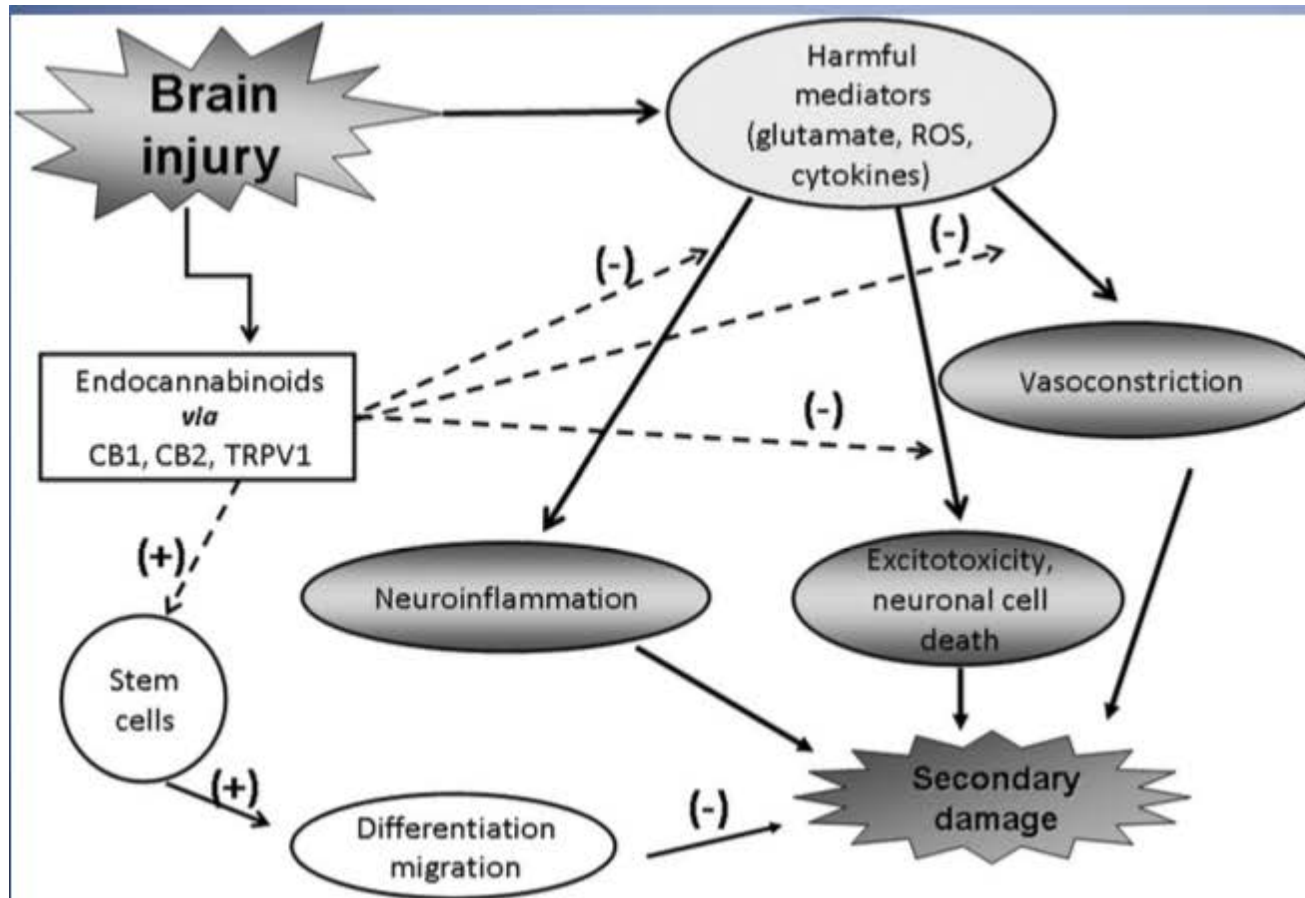 Brain
injury
Harmful
mediators
(glutamate, ROS,
cytokines)
(-)
(-)
Endocannabinoids
via
CB1, CB2, TRPV1
(-)
Vasoconstriction
(+)
Neuroinflammation
Excitotoxicity,
neuronal cell
death
Stem
cells
(+)
Differentiation
migration
(-)
Secondary
damage